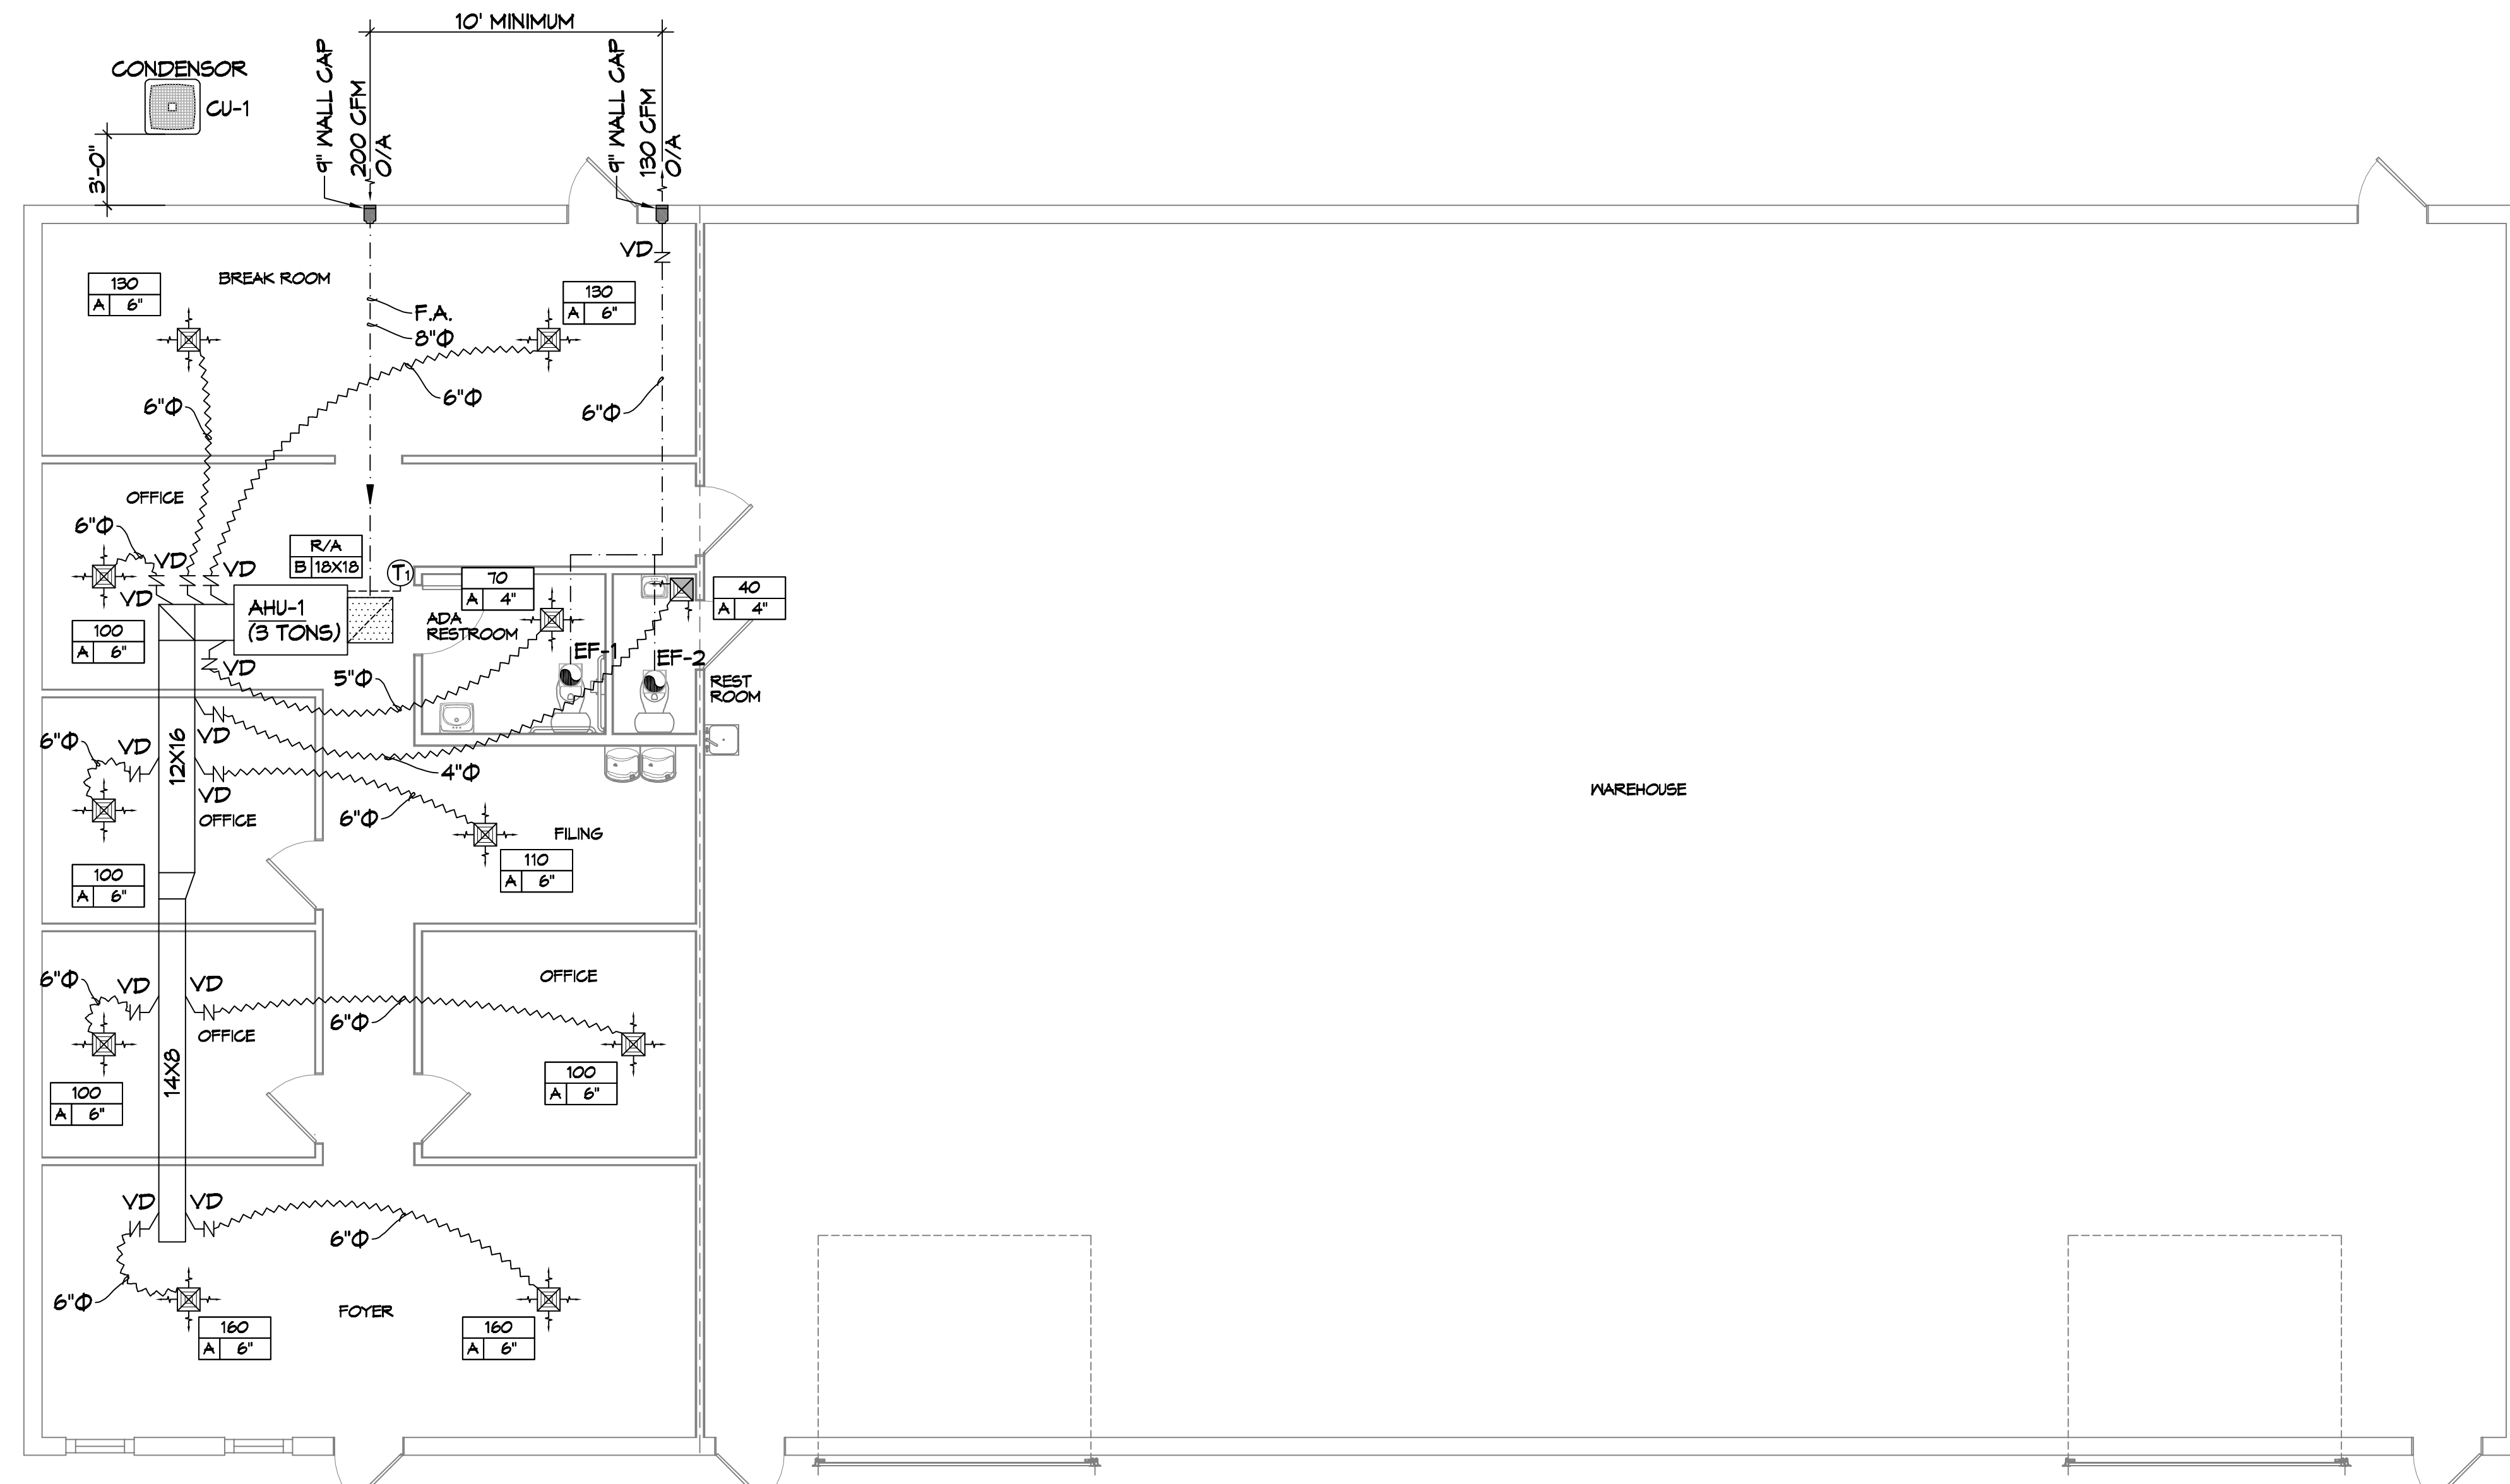 10' MINIMUM
CONDENSOR
CU-1
3'-0"
9" WALL CAP
200 CFM
O/A
9" WALL CAP
130 CFM
O/A
VD
BREAK ROOM
130
A 6"
130
A 6"
F.A.
8"Φ
6"Φ
6"Φ
6"Φ
OFFICE
6"Φ
VD
VD
VD
R/A
B 18X18
T1
AHU-1
(3 TONS)
100
A 6"
VD
70
A 4"
ADA
RESTROOM
40
A 4"
EF-1
EF-2
REST
ROOM
5"Φ
6"Φ
VD
VD
12X16
4"Φ
VD
OFFICE
6"Φ
FILING
110
A 6"
100
A 6"
WAREHOUSE
6"Φ
VD
VD
OFFICE
6"Φ
OFFICE
14X8
100
A 6"
100
A 6"
VD
VD
6"Φ
6"Φ
FOYER
160
A 6"
160
A 6"